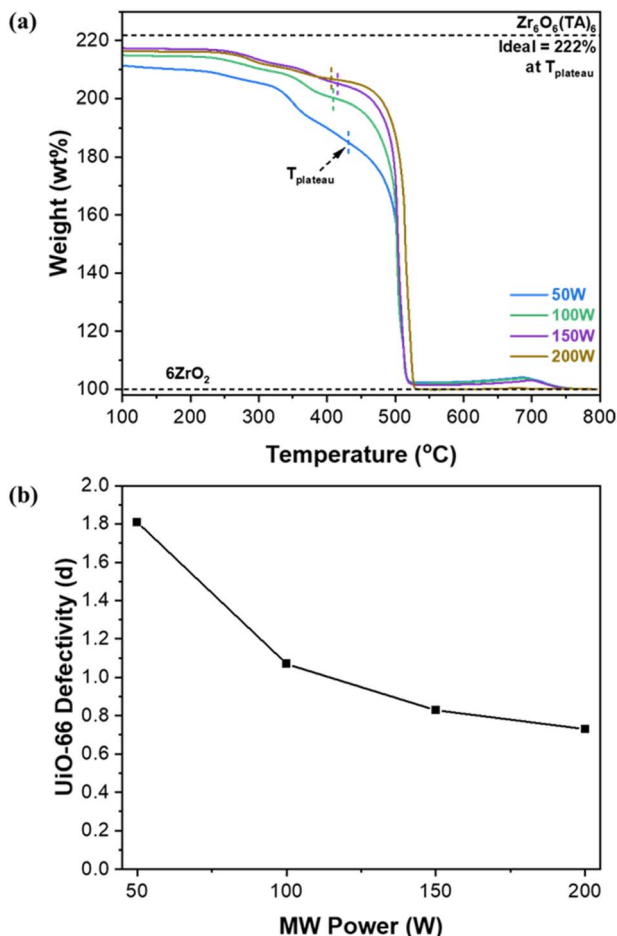 (a)
Zr₆O₆(TA)₆
Ideal = 222%
at Tplateau
220
200
180
160
140
120
100
Weight (wt%)
Tplateau
50W
100W
150W
200W
6ZrO₂
100 200 300 400 500 600 700 800
Temperature (°C)
(b)
2.0
1.8
1.6
1.4
1.2
1.0
0.8
0.6
0.4
0.2
0.0
UiO-66 Defectivity (d)
50 100 150 200
MW Power (W)